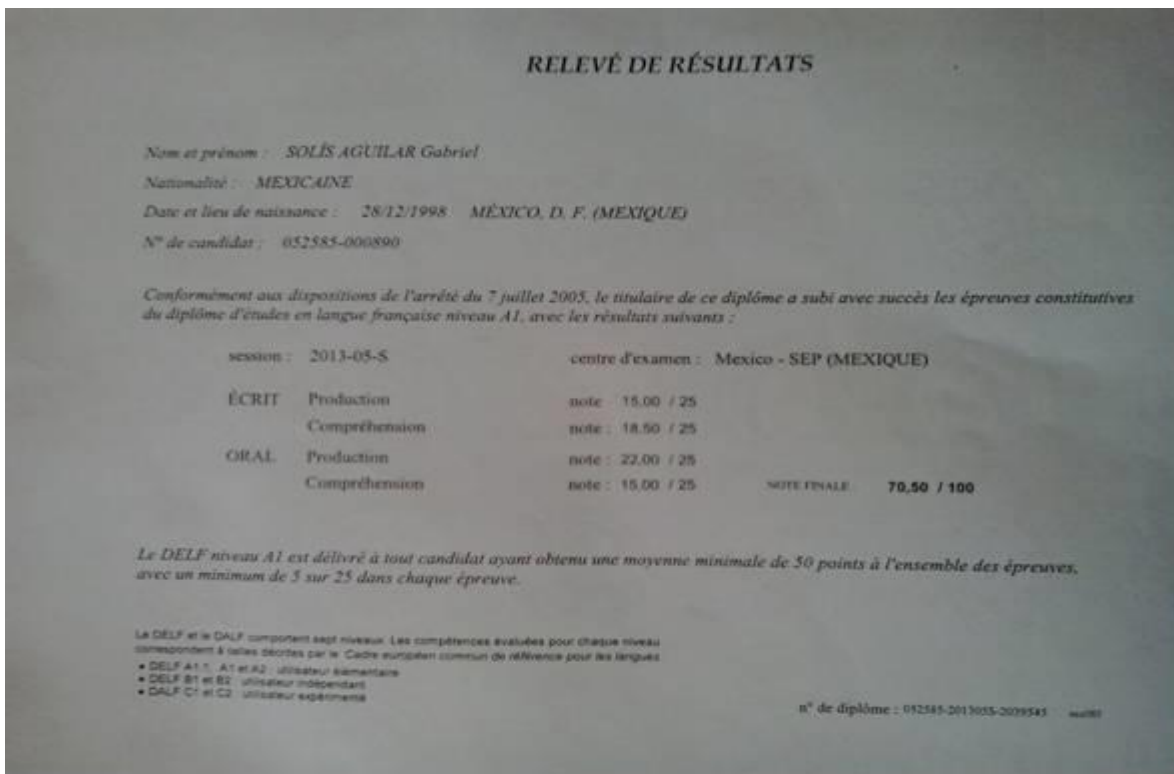 RELEVÉ DE RÉSULTATS
Nom et prénom : SOLÍS AGUILAR Gabriel
Nationalité : MEXICAINE
Date et lieu de naissance : 28/12/1998 MÉXICO, D. F. (MEXIQUE)
N° de candidat : 052585-000890
Conformément aux dispositions de l'arrêté du 7 juillet 2005, le titulaire de ce diplôme a subi avec succès les épreuves constitutives
du diplôme d'études en langue française niveau A1, avec les résultats suivants :
session : 2013-05-S centre d'examen : Mexico - SEP (MEXIQUE)
ÉCRIT Production note 15,00 / 25
Compréhension note : 18,50 / 25
ORAL Production note : 22,00 / 25
Compréhension note : 15,00 / 25 NOTE FINALE 70,50 / 100
Le DELF niveau A1 est délivré à tout candidat ayant obtenu une moyenne minimale de 50 points à l'ensemble des épreuves,
avec un minimum de 5 sur 25 dans chaque épreuve.
Le DELF et le DALF comportent sept niveaux. Les compétences évaluées pour chaque niveau
correspondent à celles décrites par le Cadre européen commun de référence pour les langues
• DELF A1.1, A1 et A2 : utilisateur élémentaire
• DELF B1 et B2 : utilisateur indépendant
• DALF C1 et C2 : utilisateur expérimenté
n° de diplôme : 052585-201305S-2039545